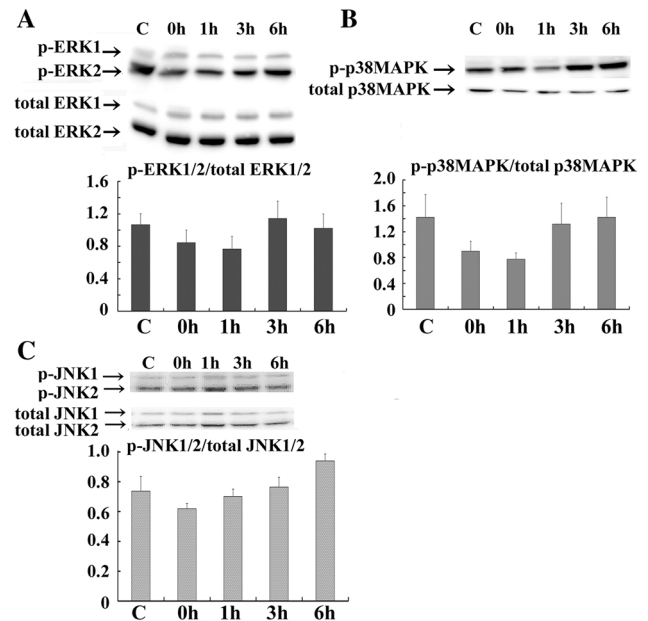 A
C 0h 1h 3h 6h
p-ERK1
p-ERK2
total ERK1
total ERK2
p-ERK1/2/total ERK1/2
1.6
1.2
0.8
0.4
0
C 0h 1h 3h 6h
B
C 0h 1h 3h 6h
p-p38MAPK
total p38MAPK
p-p38MAPK/total p38MAPK
2.0
1.6
1.2
0.8
0.4
0
C 0h 1h 3h 6h
C
C 0h 1h 3h 6h
p-JNK1
p-JNK2
total JNK1
total JNK2
p-JNK1/2/total JNK1/2
1.0
0.8
0.6
0.4
0.2
0
C 0h 1h 3h 6h